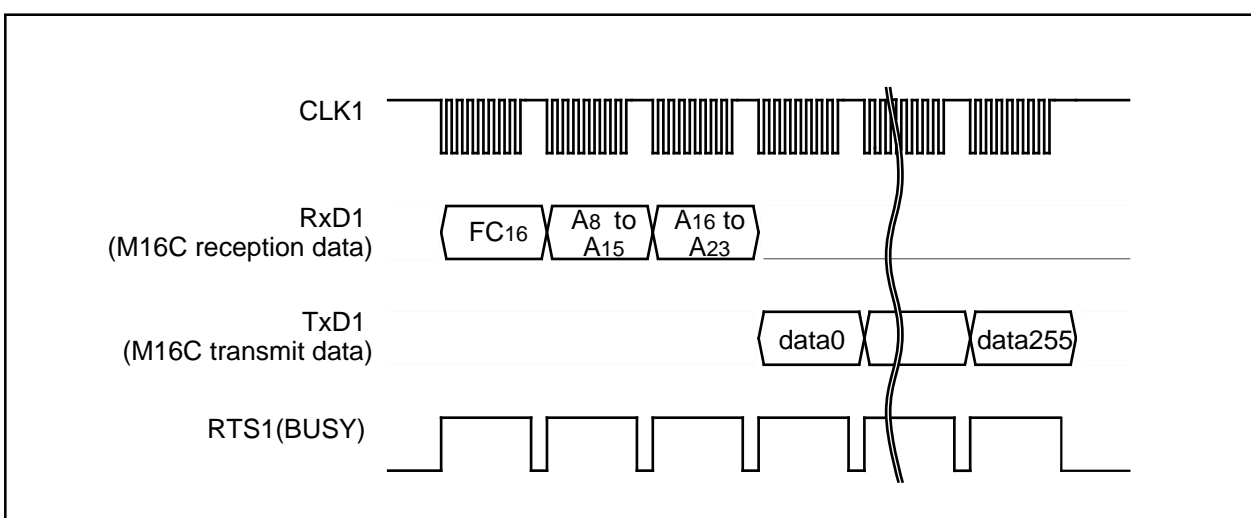 CLK1
RxD1
(M16C reception data)
FC16
A8 to
A15
A16 to
A23
TxD1
(M16C transmit data)
data0
data255
RTS1(BUSY)